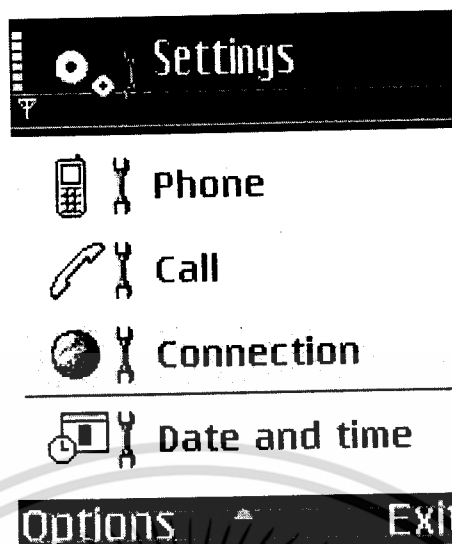 Settings
Phone
Call
Connection
Date and time
Options Exit